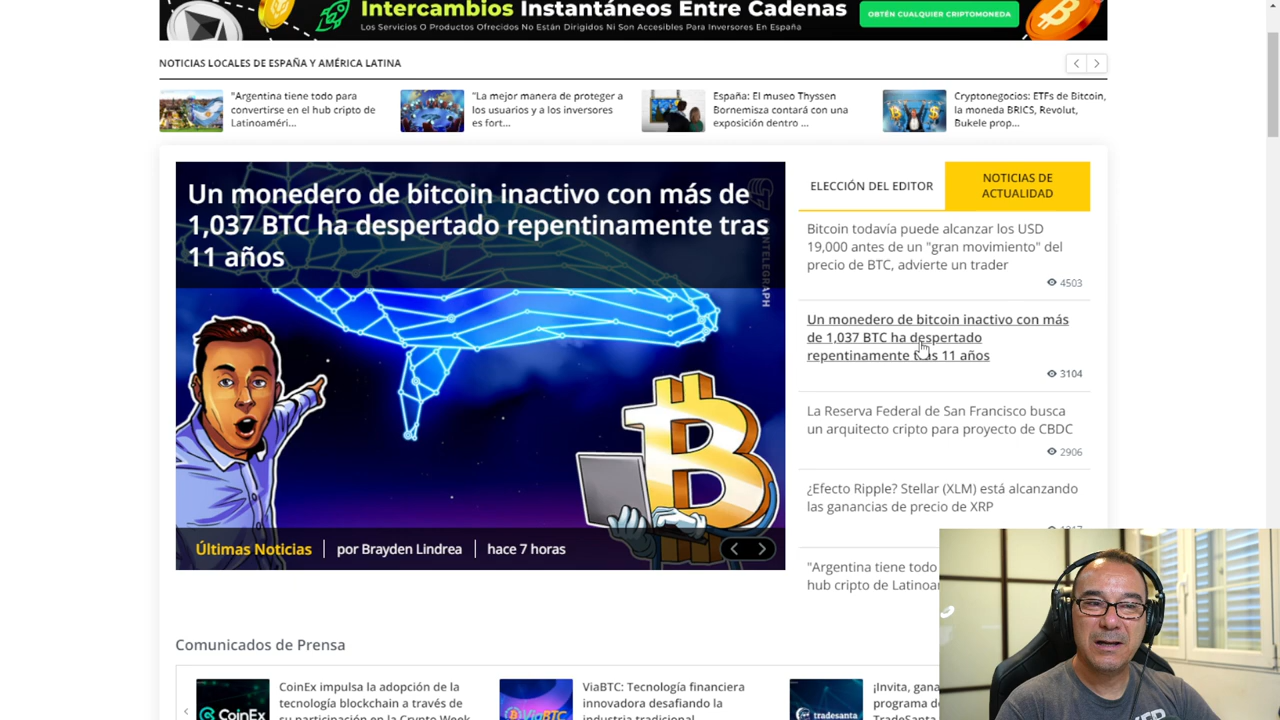 Intercambios Instantáneos Entre Cadenas
Los Servicios O Productos Ofrecidos No Están Dirigidos Ni Son Accesibles Para Inversores En España
OBTÉN CUALQUIER CRIPTOMONEDA
NOTICIAS LOCALES DE ESPAÑA Y AMÉRICA LATINA
"Argentina tiene todo para
convertirse en el hub cripto de
Latinoaméri...
"La mejor manera de proteger a
los usuarios y a los inversores
es fort...
España: El museo Thyssen
Bornemisza contará con una
exposición dentro ...
Cryptonegocios: ETFs de Bitcoin,
la moneda BRICS, Revolut,
Bukele prop...
Un monedero de bitcoin inactivo con más de
1,037 BTC ha despertado repentinamente tras
11 años
Últimas Noticias
por Brayden Lindrea
hace 7 horas
ELECCIÓN DEL EDITOR
NOTICIAS DE
ACTUALIDAD
Bitcoin todavía puede alcanzar los USD
19,000 antes de un "gran movimiento" del
precio de BTC, advierte un trader
4503
Un monedero de bitcoin inactivo con más
de 1,037 BTC ha despertado
repentinamente tras 11 años
3104
La Reserva Federal de San Francisco busca
un arquitecto cripto para proyecto de CBDC
2906
¿Efecto Ripple? Stellar (XLM) está alcanzando
las ganancias de precio de XRP
"Argentina tiene todo
hub cripto de
Comunicados de Prensa
CoinEx
CoinEx impulsa la adopción de la
tecnología blockchain a través de
su participación en la Crypto Week
ViaBTC
ViaBTC: Tecnología financiera
innovadora desafiando la
industria tradicional
tradesanta
¡Invita, gana
programa d
TradeSanta